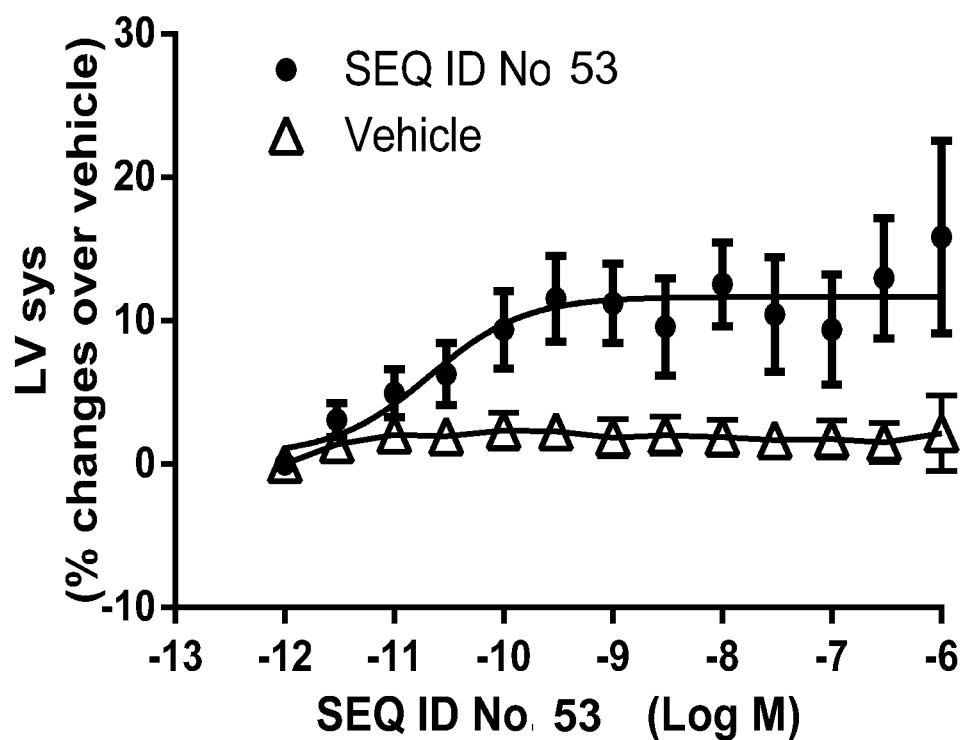 30
20
10
0
-10
LV sys
(% changes over vehicle)
SEQ ID No 53
Vehicle
-13 -12 -11 -10 -9 -8 -7 -6
SEQ ID No. 53 (Log M)